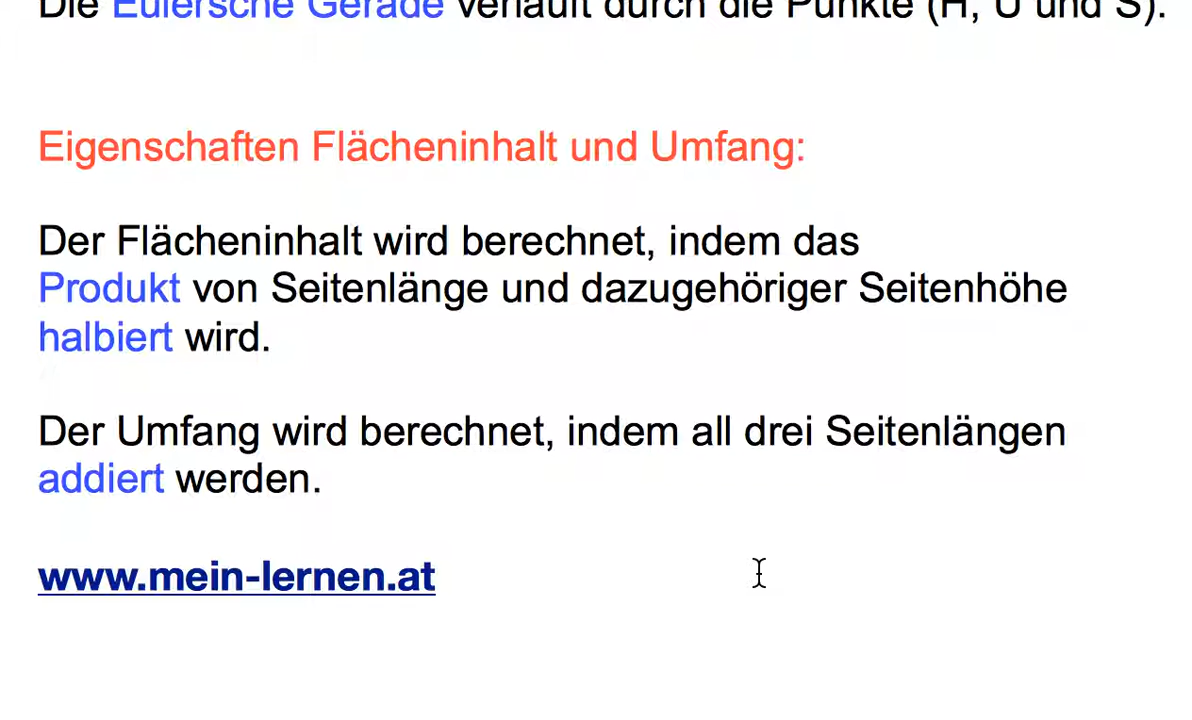 Die Eulersche Gerade verläuft durch die Punkte (H, U und S).
Eigenschaften Flächeninhalt und Umfang:
Der Flächeninhalt wird berechnet, indem das
Produkt von Seitenlänge und dazugehöriger Seitenhöhe
halbiert wird.
Der Umfang wird berechnet, indem all drei Seitenlängen
addiert werden.
www.mein-lernen.at